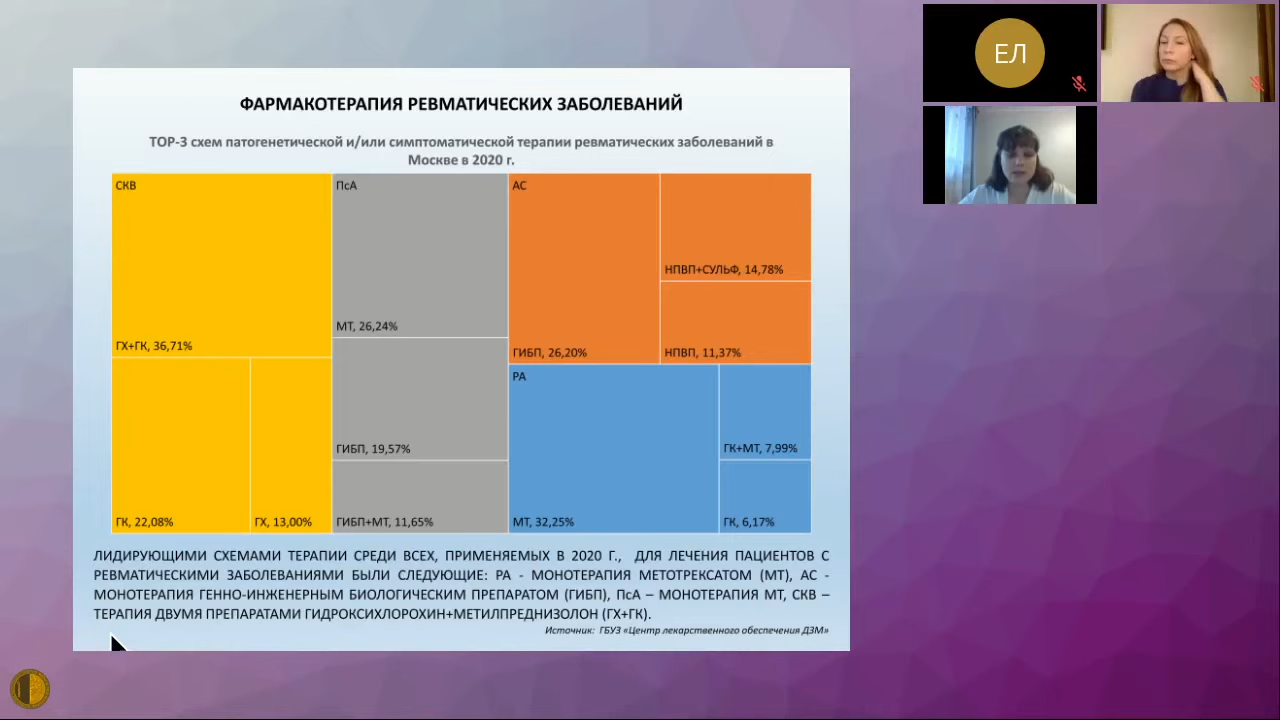 ФАРМАКОТЕРАПИЯ РЕВМАТИЧЕСКИХ ЗАБОЛЕВАНИЙ
TOP-3 схем патогенетической и/или симптоматической терапии ревматических заболеваний в
Москве в 2020 г.
СКВ
ГХ+ГК, 36,71%
ГК, 22,08%
ГХ, 13,00%
ПсА
МТ, 26,24%
ГИБП, 19,57%
ГИБП+МТ, 11,65%
АС
ГИБП, 26,20%
НПВП+СУЛЬФ, 14,78%
НПВП, 11,37%
РА
МТ, 32,25%
ГК+МТ, 7,99%
ГК, 6,17%
ЛИДИРУЮЩИМИ СХЕМАМИ ТЕРАПИИ СРЕДИ ВСЕХ, ПРИМЕНЯЕМЫХ В 2020 Г., ДЛЯ ЛЕЧЕНИЯ ПАЦИЕНТОВ С
РЕВМАТИЧЕСКИМИ ЗАБОЛЕВАНИЯМИ БЫЛИ СЛЕДУЮЩИЕ: РА - МОНОТЕРАПИЯ МЕТОТРЕКСАТОМ (МТ), АС -
МОНОТЕРАПИЯ ГЕННО-ИНЖЕНЕРНЫМ БИОЛОГИЧЕСКИМ ПРЕПАРАТОМ (ГИБП), ПсА – МОНОТЕРАПИЯ МТ, СКВ –
ТЕРАПИЯ ДВУМЯ ПРЕПАРАТАМИ ГИДРОКСИХЛОРОХИН+МЕТИЛПРЕДНИЗОЛОН (ГХ+ГК).
Источник: ГБУЗ «Центр лекарственного обеспечения ДЗМ»
ЕЛ